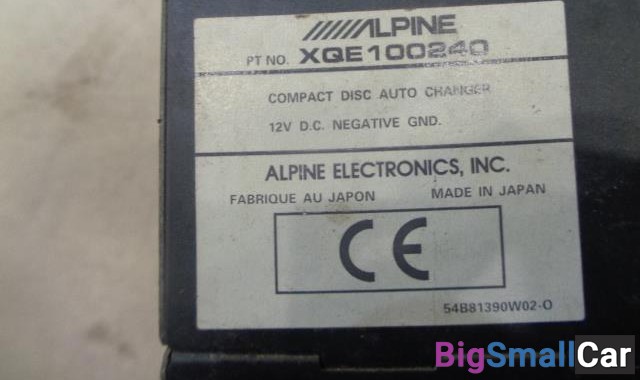 ALPINE
PT NO. XQE100240
COMPACT DISC AUTO CHANGER
12V D.C. NEGATIVE GND.
ALPINE ELECTRONICS, INC.
FABRIQUE AU JAPON MADE IN JAPAN
CE
54B81390W02-O
BigSmallCar